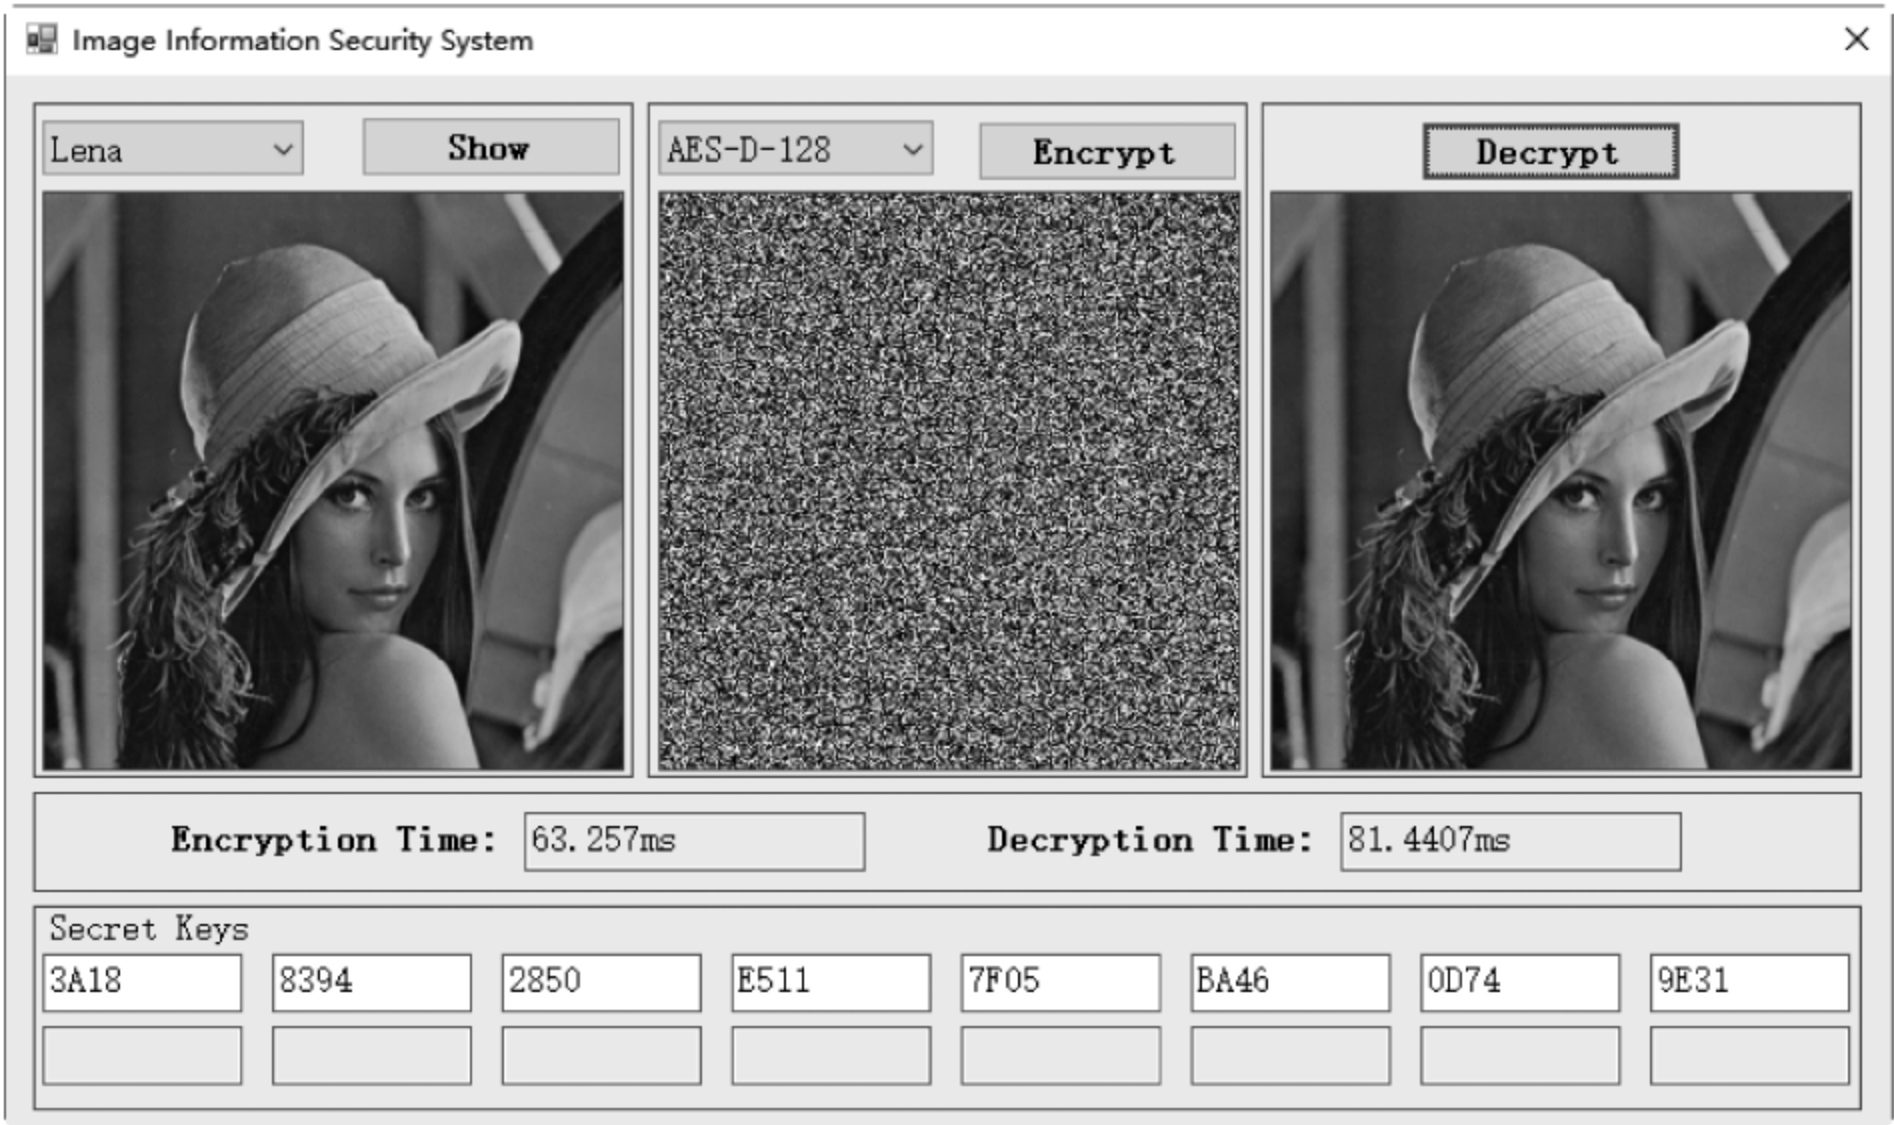 Image Information Security System
Lena Show AES-D-128 Encrypt Decrypt
Encryption Time: 63.257ms Decryption Time: 81.4407ms
Secret Keys
3A18 8394 2850 E511 7F05 BA46 0D74 9E31